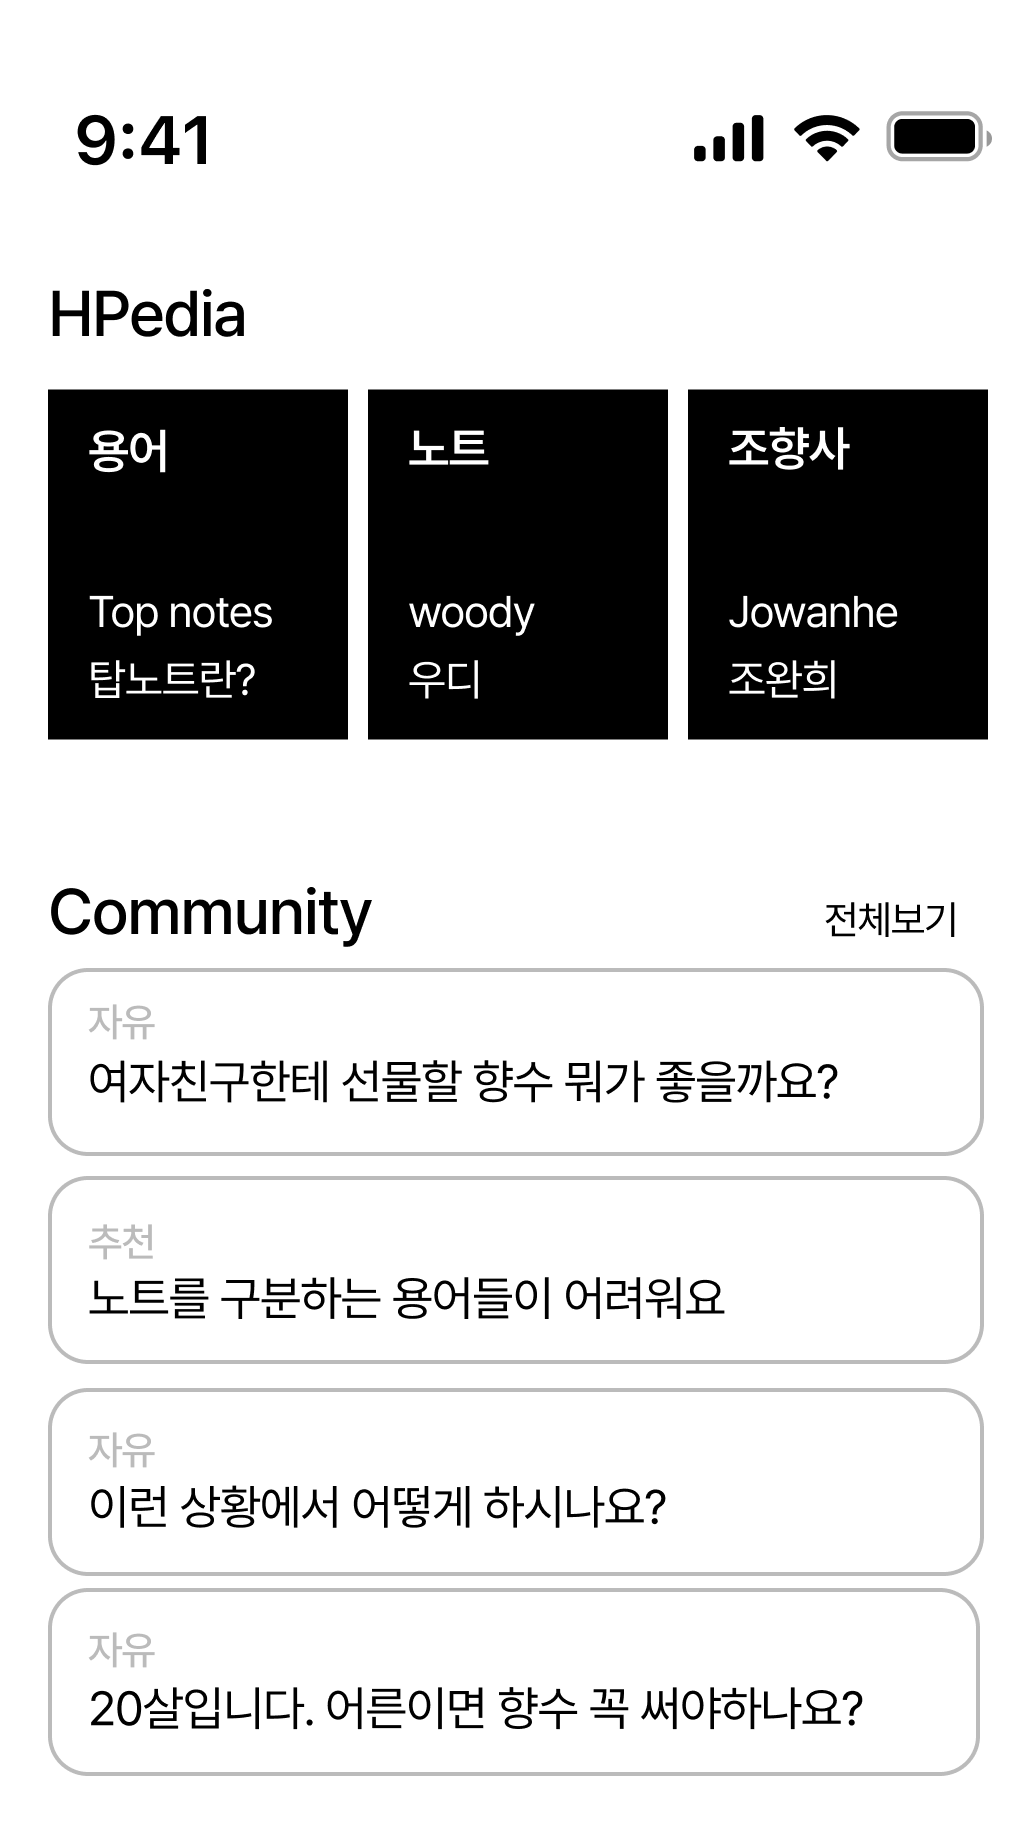 9:41
HPedia
용어
Top notes
탑노트란?
노트
woody
우디
조향사
Jowanhe
조완희
Community
전체보기
자유
여자친구한테 선물할 향수 뭐가 좋을까요?
추천
노트를 구분하는 용어들이 어려워요
자유
이런 상황에서 어떻게 하시나요?
자유
20살입니다. 어른이면 향수 꼭 써야하나요?